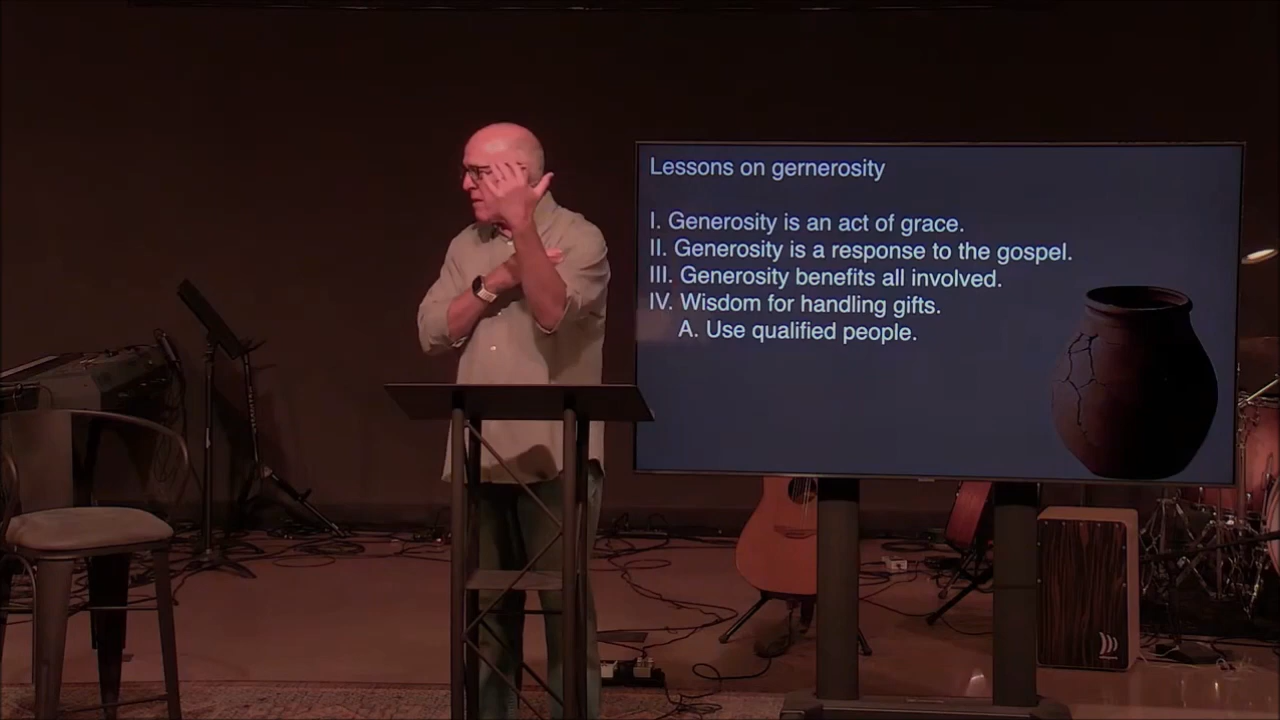 Lessons on gernerosity
I. Generosity is an act of grace.
II. Generosity is a response to the gospel.
III. Generosity benefits all involved.
IV. Wisdom for handling gifts.
A. Use qualified people.